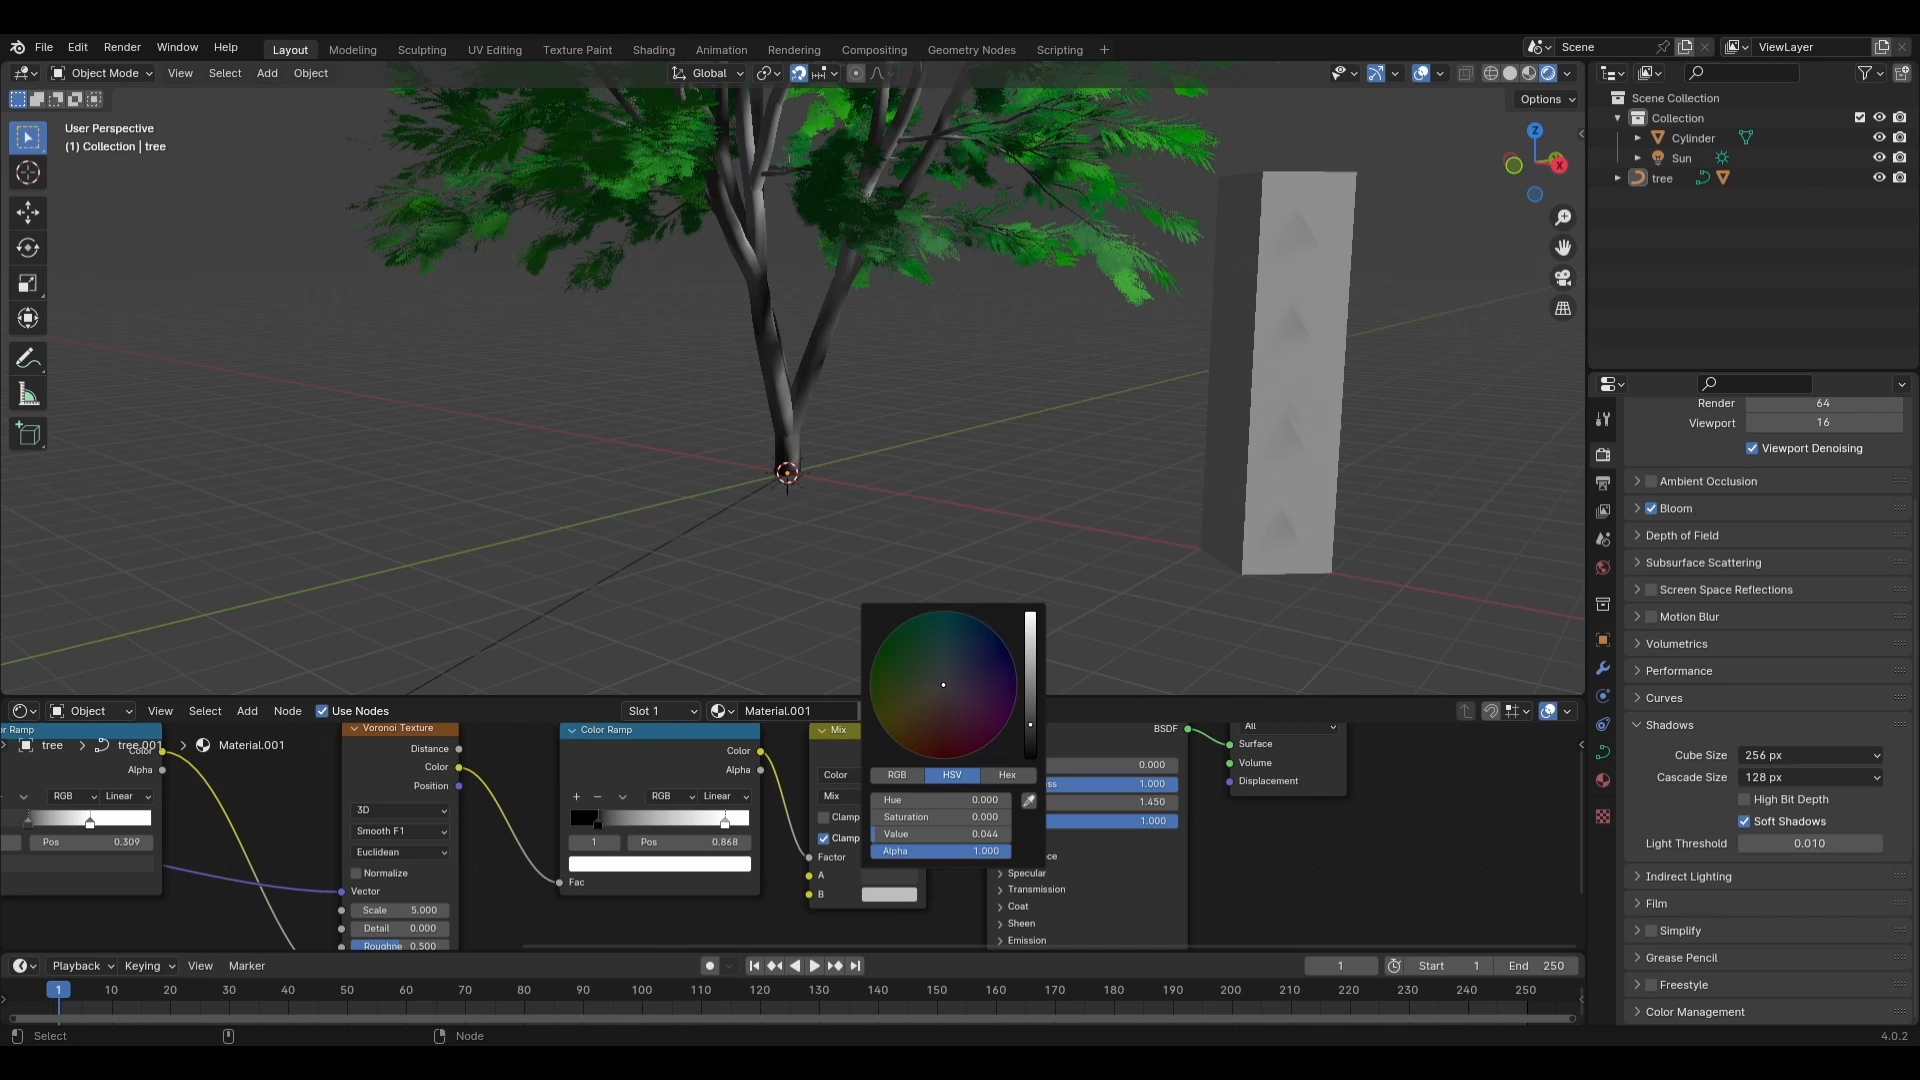 File Edit Render Window Help
Layout Modeling Sculpting UV Editing Texture Paint Shading Animation Rendering Compositing Geometry Nodes Scripting +
Scene
ViewLayer
Object Mode View Select Add Object
Global
Options
User Perspective
(1) Collection | tree
Z
X
Scene Collection
Collection
Cylinder
Sun
tree
Render 64
Viewport 16
Viewport Denoising
Ambient Occlusion
Bloom
Depth of Field
Subsurface Scattering
Screen Space Reflections
Motion Blur
Volumetrics
Performance
Curves
Shadows
Cube Size 256 px
Cascade Size 128 px
High Bit Depth
Soft Shadows
Light Threshold 0.010
Indirect Lighting
Film
Simplify
Grease Pencil
Freestyle
Color Management
Object View Select Add Node Use Nodes
Slot 1
Material.001
tree tree.001 Material.001
or Ramp
Color
Alpha
RGB Linear
Pos 0.309
Voronoi Texture
Distance
Color
Position
3D
Smooth F1
Euclidean
Normalize
Vector
Scale 5.000
Detail 0.000
Roughne 0.500
Color Ramp
Color
Alpha
+ −
RGB Linear
1 Pos 0.868
Fac
Mix
Color
Mix
Clamp
Clamp
Factor
A
B
RGB HSV Hex
Hue 0.000
Saturation 0.000
Value 0.044
Alpha 1.000
BSDF
0.000
ss 1.000
1.450
1.000
ce
Specular
Transmission
Coat
Sheen
Emission
All
Surface
Volume
Displacement
Playback Keying View Marker
1
Start 1 End 250
1 10 20 30 40 50 60 70 80 90 100 110 120 130 140 150 160 170 180 190 200 210 220 230 240 250
Select
Node
4.0.2